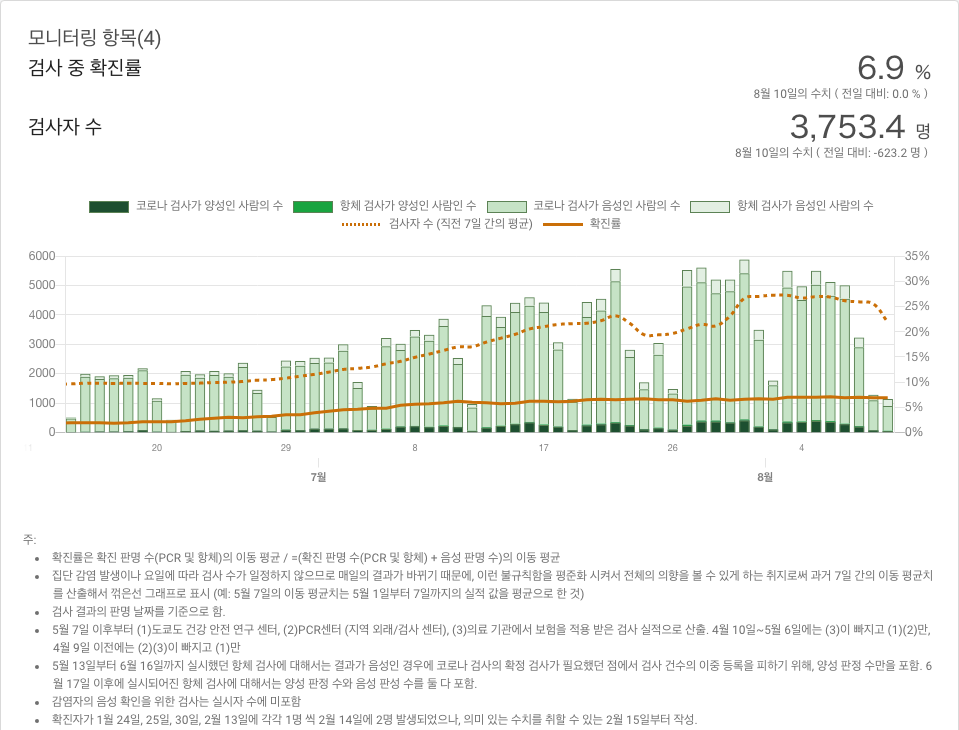 모니터링 항목(4)
검사 중 확진률
6.9 %
8월 10일의 수치 ( 전일 대비: 0.0 % )
검사자 수
3,753.4 명
8월 10일의 수치 ( 전일 대비: -623.2 명 )
코로나 검사가 양성인 사람의 수 항체 검사가 양성인 사람인 수 코로나 검사가 음성인 사람의 수 항체 검사가 음성인 사람의 수
검사자 수 (직전 7일 간의 평균) 확진률
6000 35%
5000 30%
4000 25%
3000 20%
2000 15%
1000 10%
0 5%
0%
20 29 8 17 26 4
7월 8월
주:
확진률은 확진 판명 수(PCR 및 항체)의 이동 평균 / =(확진 판명 수(PCR 및 항체) + 음성 판명 수)의 이동 평균
집단 감염 발생이나 요일에 따라 검사 수가 일정하지 않으므로 매일의 결과가 바뀌기 때문에, 이런 불규칙함을 평준화 시켜서 전체의 의향을 볼 수 있게 하는 취지로써 과거 7일 간의 이동 평균치
를 산출해서 꺾은선 그래프로 표시 (예: 5월 7일의 이동 평균치는 5월 1일부터 7일까지의 실적 값을 평균으로 한 것)
검사 결과의 판명 날짜를 기준으로 함.
5월 7일 이후부터 (1)도쿄도 건강 안전 연구 센터, (2)PCR센터 (지역 외래/검사 센터), (3)의료 기관에서 보험을 적용 받은 검사 실적으로 산출. 4월 10일~5월 6일에는 (3)이 빠지고 (1)(2)만,
4월 9일 이전에는 (2)(3)이 빠지고 (1)만
5월 13일부터 6월 16일까지 실시했던 항체 검사에 대해서는 결과가 음성인 경우에 코로나 검사의 확정 검사가 필요했던 점에서 검사 건수의 이중 등록을 피하기 위해, 양성 판정 수만을 포함. 6
월 17일 이후에 실시되어진 항체 검사에 대해서는 양성 판정 수와 음성 판성 수를 둘 다 포함.
감염자의 음성 확인을 위한 검사는 실시자 수에 미포함
확진자가 1월 24일, 25일, 30일, 2월 13일에 각각 1명 씩 2월 14일에 2명 발생되었으나, 의미 있는 수치를 취할 수 있는 2월 15일부터 작성.